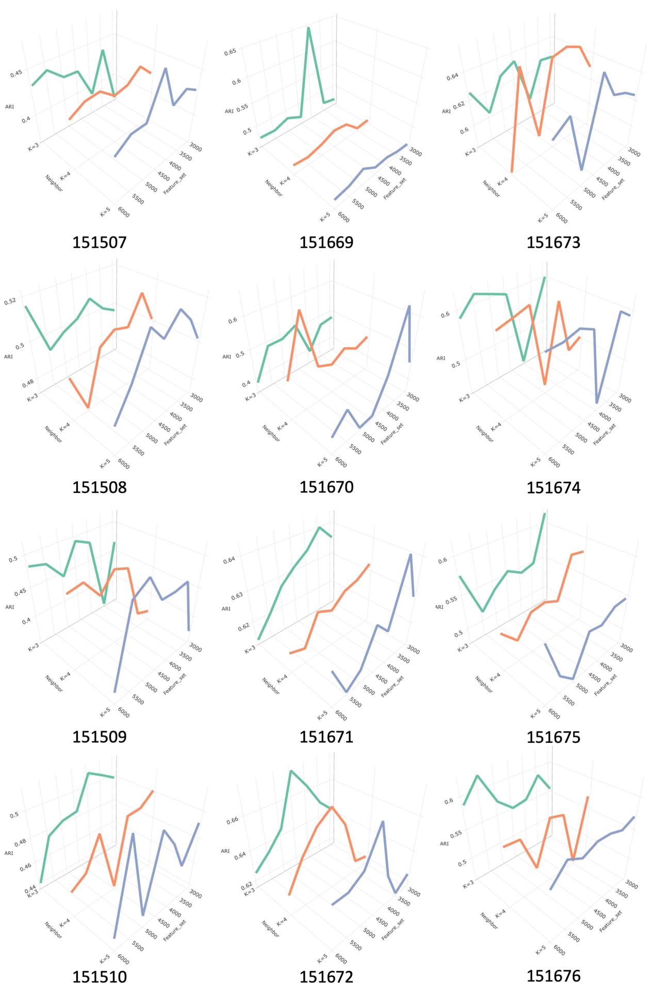 0.45
ARI
0.4
K=3
K=4
K=5
Neighbor
3000
3500
4000
4500
5000
5500
6000
Feature_set
151507
0.65
0.6
0.55
ARI
0.5
K=3
K=4
K=5
Neighbor
3000
3500
4000
4500
5000
5500
6000
Feature_set
151669
0.64
0.62
ARI
0.6
K=3
K=4
K=5
Neighbor
3000
3500
4000
4500
5000
5500
6000
Feature_set
151673
0.52
0.5
ARI
0.48
K=3
K=4
K=5
Neighbor
3000
3500
4000
4500
5000
5500
6000
Feature_set
151508
0.6
0.5
ARI
0.4
K=3
K=4
K=5
Neighbor
3000
3500
4000
4500
5000
5500
6000
Feature_set
151670
0.6
ARI
0.5
K=3
K=4
K=5
Neighbor
3000
3500
4000
4500
5000
5500
6000
Feature_set
151674
0.5
0.45
ARI
0.4
K=3
K=4
K=5
Neighbor
3000
3500
4000
4500
5000
5500
6000
Feature_set
151509
0.64
0.63
ARI
0.62
K=3
K=4
K=5
Neighbor
3000
3500
4000
4500
5000
5500
6000
Feature_set
151671
0.6
0.55
ARI
0.5
K=3
K=4
K=5
Neighbor
3000
3500
4000
4500
5000
5500
6000
Feature_set
151675
0.5
0.48
ARI
0.46
0.44
K=3
K=4
K=5
Neighbor
3000
3500
4000
4500
5000
5500
6000
Feature_set
151510
0.66
ARI
0.64
0.62
K=3
K=4
K=5
Neighbor
3000
3500
4000
4500
5000
5500
6000
Feature_set
151672
0.6
0.55
ARI
0.5
K=3
K=4
K=5
Neighbor
3000
3500
4000
4500
5000
5500
6000
Feature_set
151676